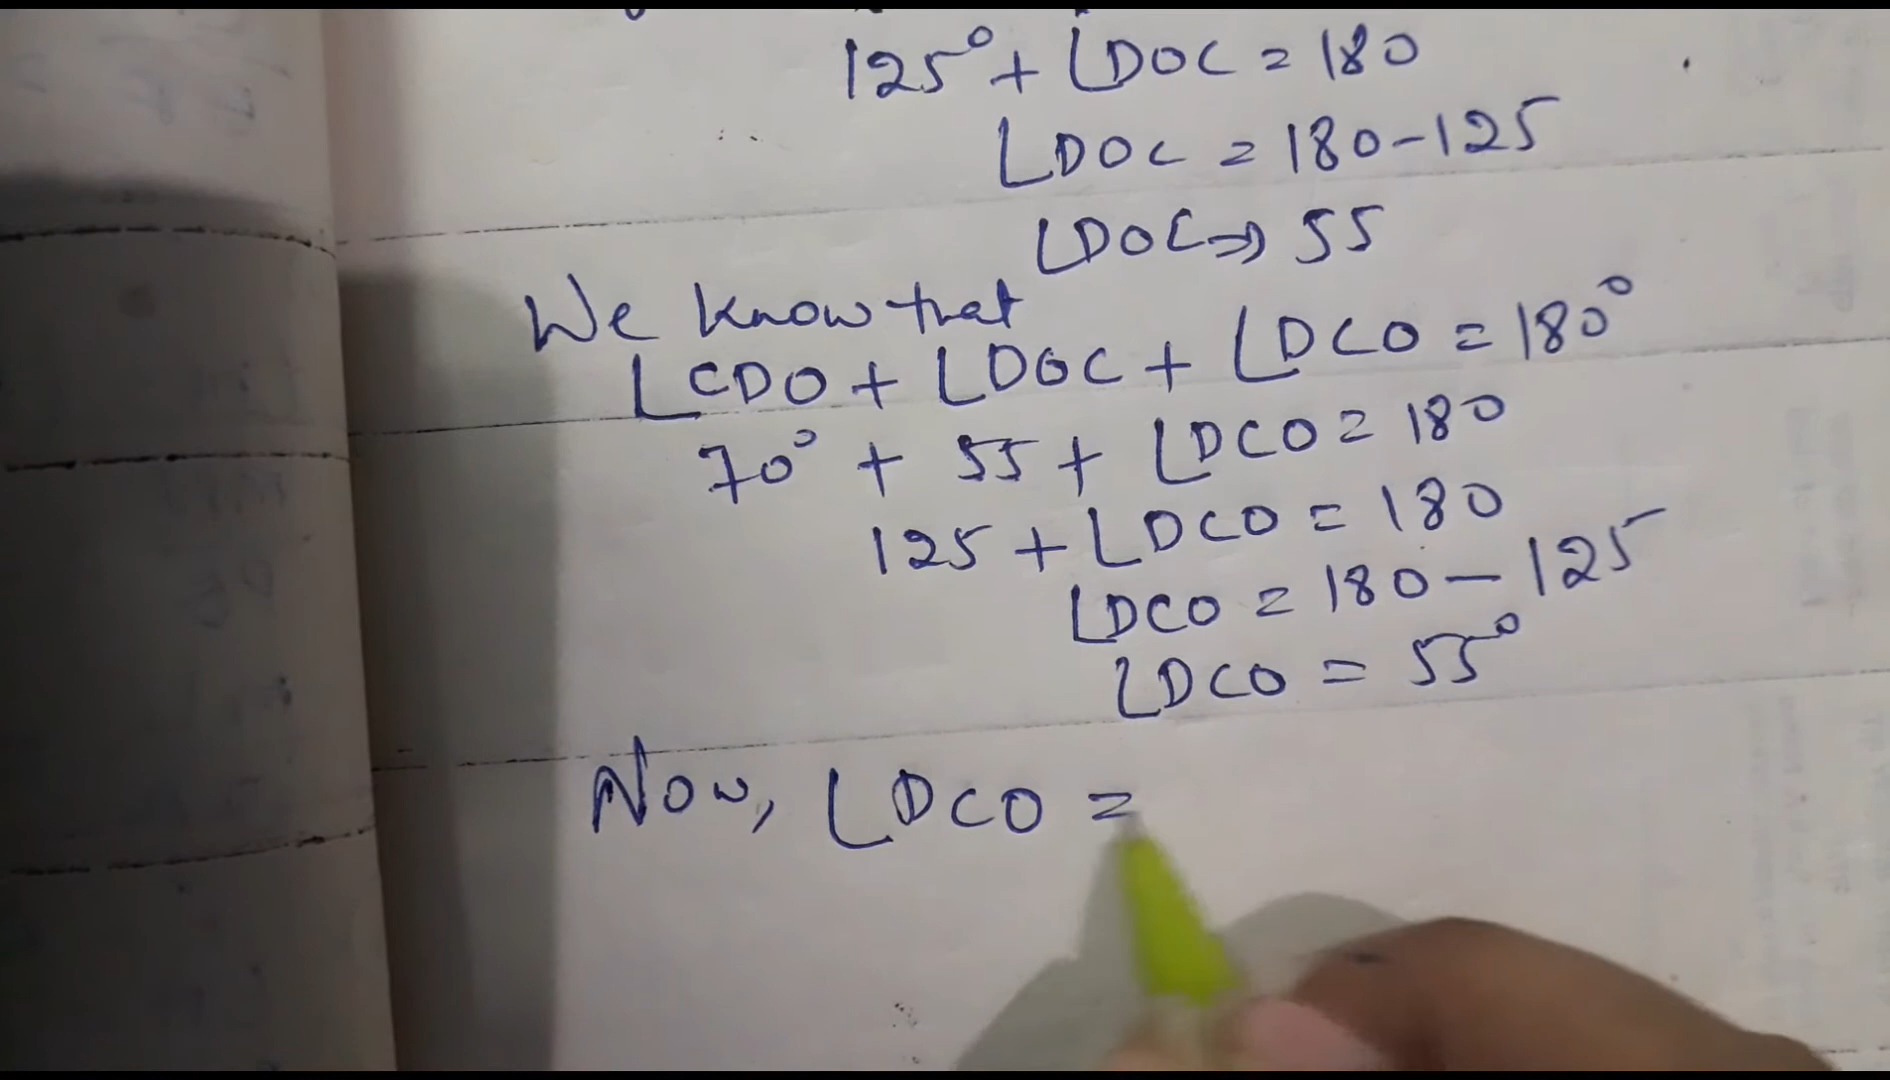 125° + ∠DOC = 180
∠DOC = 180-125
∠DOC ⇒ 55
We know that
∠CDO + ∠DOC + ∠DCO = 180°
70° + 55 + ∠DCO = 180
125 + ∠DCO = 180
∠DCO = 180 - 125
∠DCO = 55°
Now, ∠DCO =